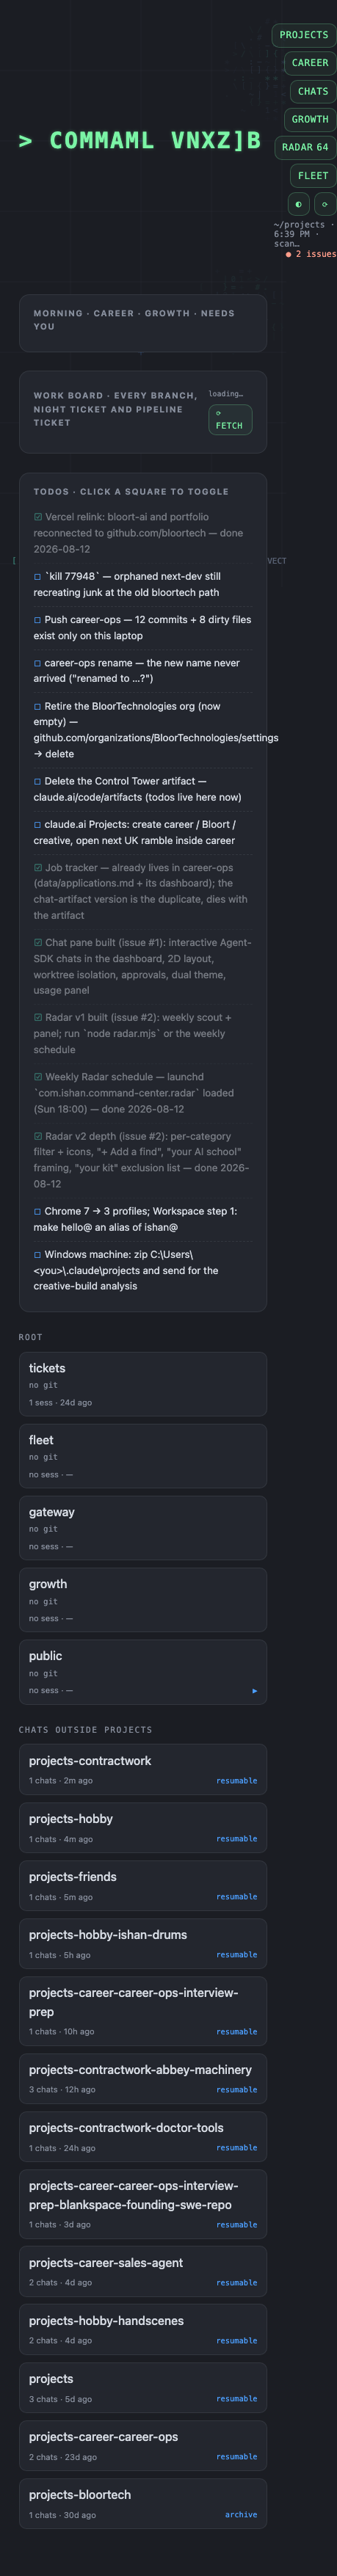 PROJECTS
CAREER
CHATS
GROWTH
RADAR 64
FLEET
> COMMAML VNXZ]B
◐ ⟳
~/projects ·
6:39 PM ·
scan…
● 2 issues
MORNING · CAREER · GROWTH · NEEDS
YOU
WORK BOARD · EVERY BRANCH,
NIGHT TICKET AND PIPELINE
TICKET
loading…
⟳
FETCH
TODOS · CLICK A SQUARE TO TOGGLE
☑ Vercel relink: bloort-ai and portfolio
reconnected to github.com/bloortech — done
2026-08-12
[
VECT
☐ `kill 77948` — orphaned next-dev still
recreating junk at the old bloortech path
☐ Push career-ops — 12 commits + 8 dirty files
exist only on this laptop
☐ career-ops rename — the new name never
arrived ("renamed to ...?")
☐ Retire the BloorTechnologies org (now
empty) —
github.com/organizations/BloorTechnologies/settings
→ delete
☐ Delete the Control Tower artifact —
claude.ai/code/artifacts (todos live here now)
☐ claude.ai Projects: create career / Bloort /
creative, open next UK ramble inside career
☑ Job tracker — already lives in career-ops
(data/applications.md + its dashboard); the
chat-artifact version is the duplicate, dies with
the artifact
☑ Chat pane built (issue #1): interactive Agent-
SDK chats in the dashboard, 2D layout,
worktree isolation, approvals, dual theme,
usage panel
☑ Radar v1 built (issue #2): weekly scout +
panel; run `node radar.mjs` or the weekly
schedule
☑ Weekly Radar schedule — launchd
`com.ishan.command-center.radar` loaded
(Sun 18:00) — done 2026-08-12
☑ Radar v2 depth (issue #2): per-category
filter + icons, "+ Add a find", "your AI school"
framing, "your kit" exclusion list — done 2026-
08-12
☐ Chrome 7 → 3 profiles; Workspace step 1:
make hello@ an alias of ishan@
☐ Windows machine: zip C:\Users\
<you>\.claude\projects and send for the
creative-build analysis
ROOT
tickets
no git
1 sess · 24d ago
fleet
no git
no sess · —
gateway
no git
no sess · —
growth
no git
no sess · —
public
no git
no sess · — ▶
CHATS OUTSIDE PROJECTS
projects-contractwork
1 chats · 2m ago resumable
projects-hobby
1 chats · 4m ago resumable
projects-friends
1 chats · 5m ago resumable
projects-hobby-ishan-drums
1 chats · 5h ago resumable
projects-career-career-ops-interview-
prep
1 chats · 10h ago resumable
projects-contractwork-abbey-machinery
3 chats · 12h ago resumable
projects-contractwork-doctor-tools
1 chats · 24h ago resumable
projects-career-career-ops-interview-
prep-blankspace-founding-swe-repo
1 chats · 3d ago resumable
projects-career-sales-agent
2 chats · 4d ago resumable
projects-hobby-handscenes
2 chats · 4d ago resumable
projects
3 chats · 5d ago resumable
projects-career-career-ops
2 chats · 23d ago resumable
projects-bloortech
1 chats · 30d ago archive